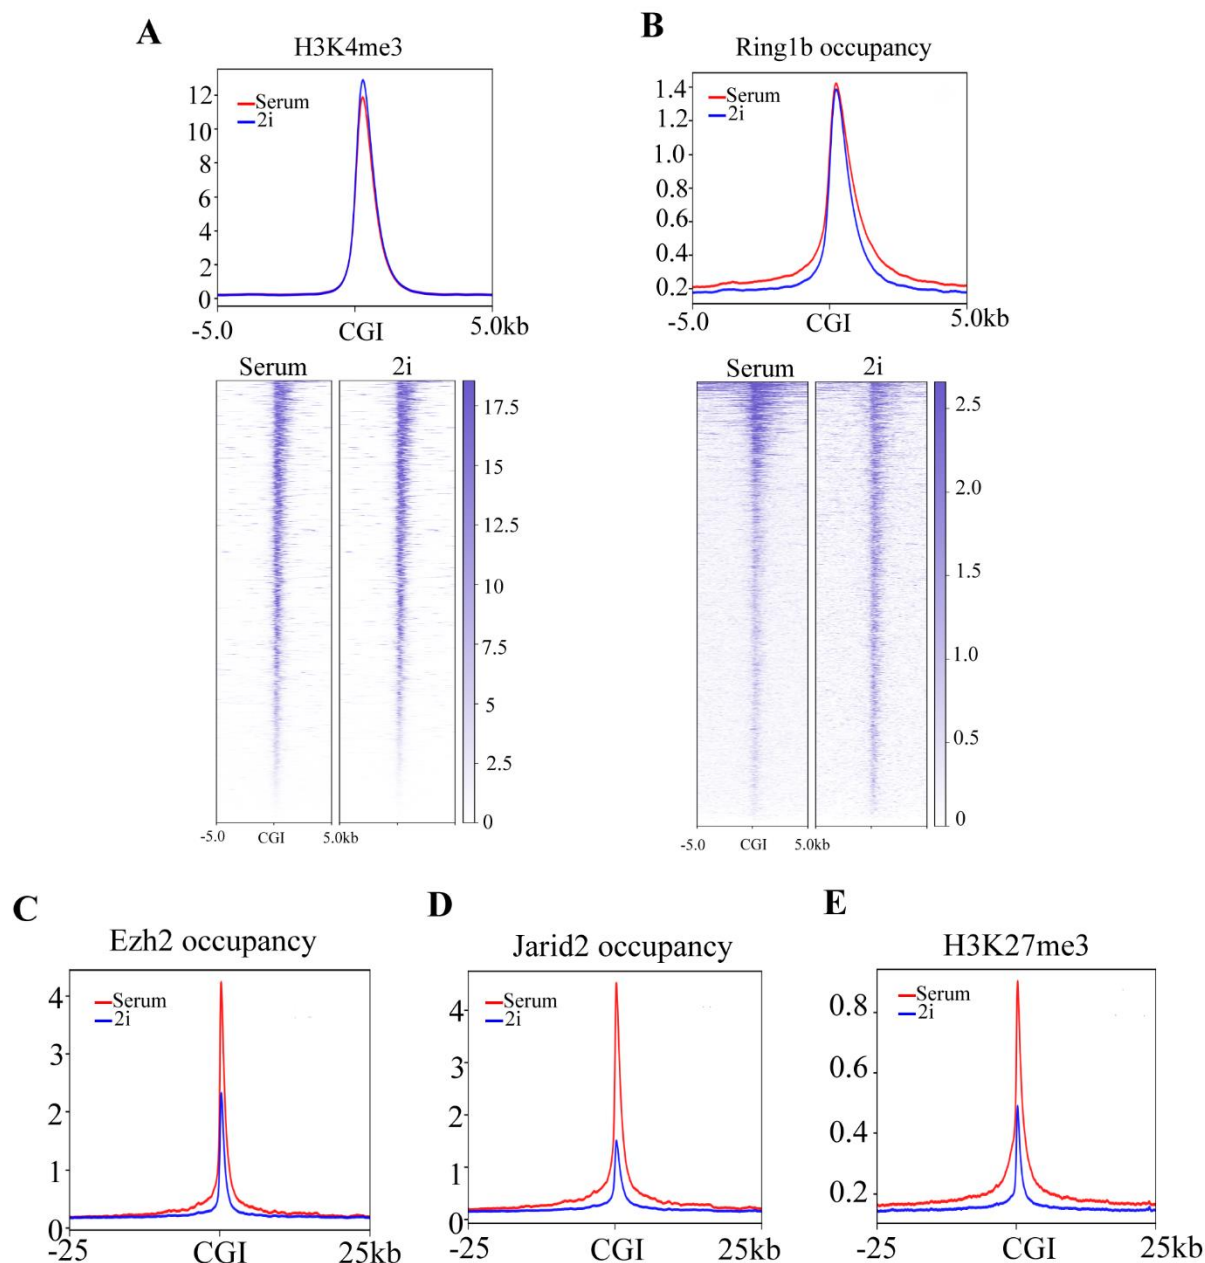 A
H3K4me3
Serum
2i
12
10
8
6
4
2
0
-5.0
CGI
5.0kb
B
Ring1b occupancy
Serum
2i
1.4
1.2
1.0
0.8
0.6
0.4
0.2
-5.0
CGI
5.0kb
Serum
2i
17.5
15
12.5
10
7.5
5
2.5
0
-5.0
CGI
5.0kb
Serum
2i
2.5
2.0
1.5
1.0
0.5
0
-5.0
CGI
5.0kb
C
Ezh2 occupancy
Serum
2i
4
3
2
1
0
-25
CGI
25kb
D
Jarid2 occupancy
Serum
2i
4
3
2
1
0
-25
CGI
25kb
E
H3K27me3
Serum
2i
0.8
0.6
0.4
0.2
-25
CGI
25kb